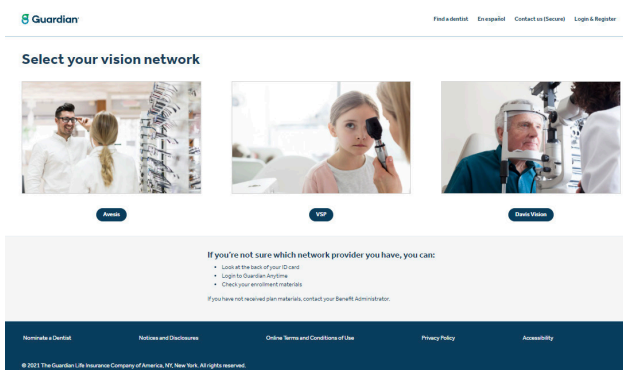 Guardian
Find a dentist En español Contact us (Secure) Login & Register
Select your vision network
Avesis VSP Davis Vision
If you're not sure which network provider you have, you can:
• Look at the back of your ID card
• Login to Guardian Anytime
• Check your enrollment materials
If you have not received plan materials, contact your Benefit Administrator.
Nominate a Dentist Notices and Disclosures Online Terms and Conditions of Use Privacy Policy Accessibility
© 2021 The Guardian Life Insurance Company of America, NY, New York. All rights reserved.